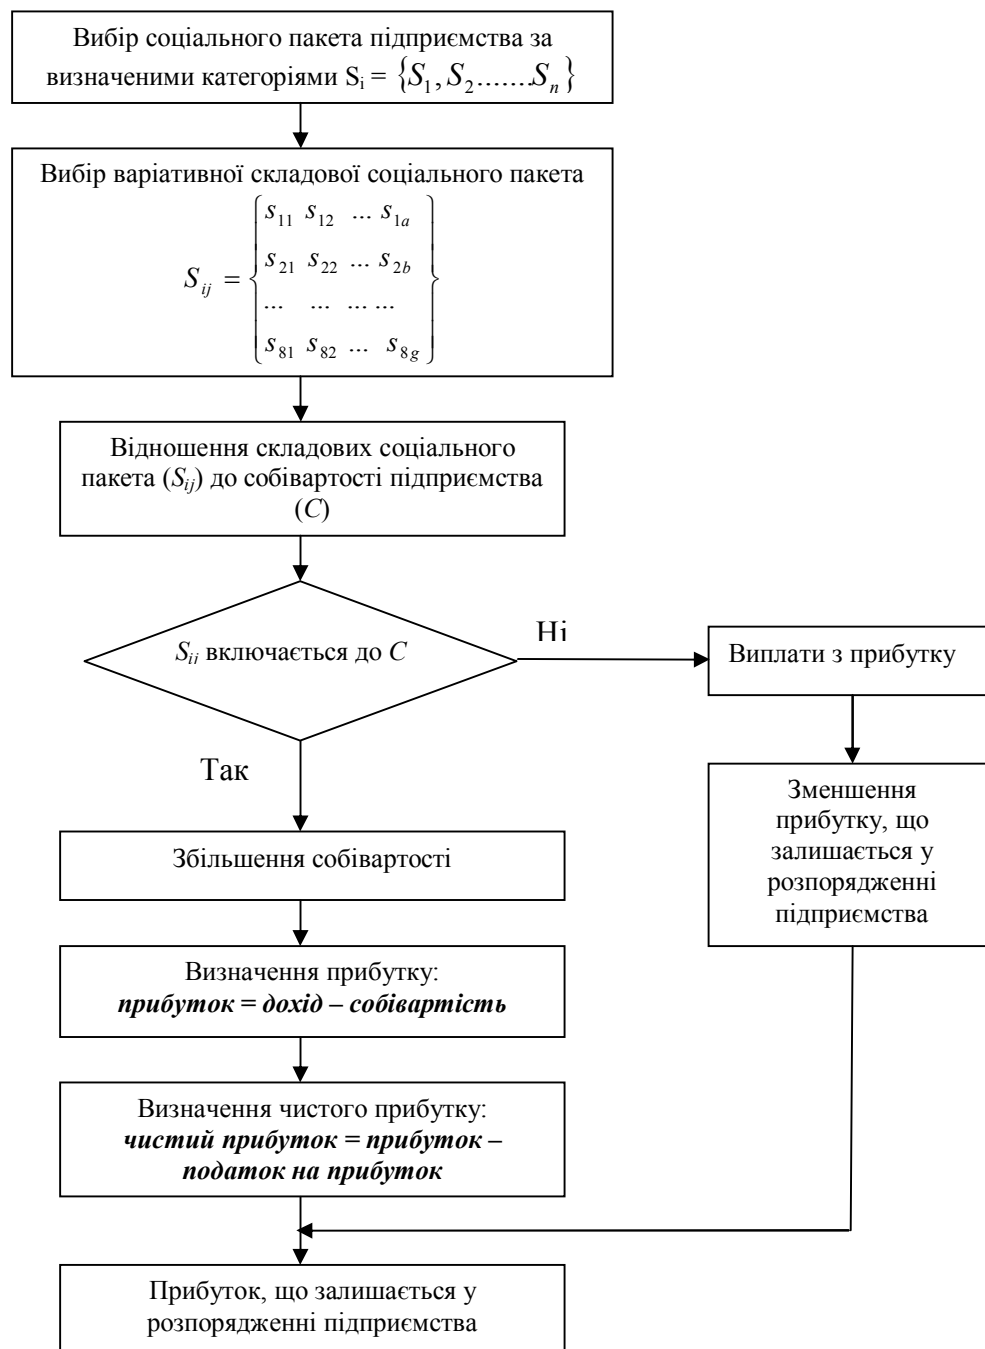 Вибір соціального пакета підприємства за
визначеними категоріями Si = {S1, S2.......Sn}
Вибір варіативної складової соціального пакета
s11 s12 ... s1a
s21 s22 ... s2b
Sij =
... ... ... ...
s81 s82 ... s8g
Відношення складових соціального
пакета (Sij) до собівартості підприємства
(C)
Sij включається до C
Ні
Виплати з прибутку
Так
Зменшення
прибутку, що
залишається у
розпорядженні
підприємства
Збільшення собівартості
Визначення прибутку:
прибуток = дохід – собівартість
Визначення чистого прибутку:
чистий прибуток = прибуток –
податок на прибуток
Прибуток, що залишається у
розпорядженні підприємства